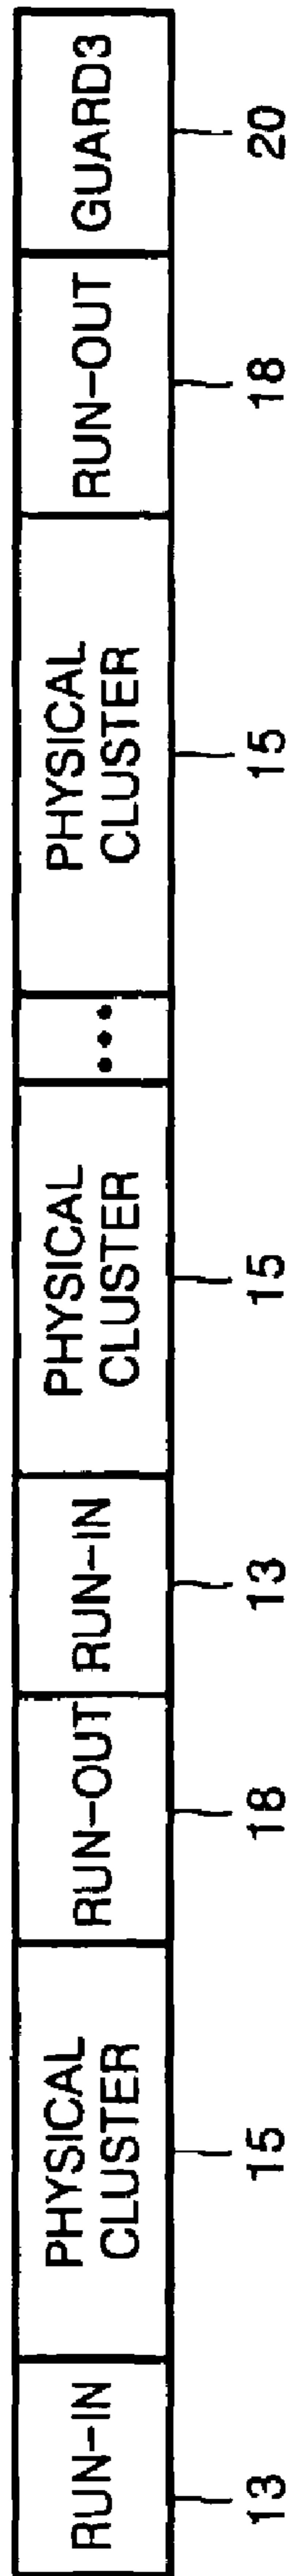 RUN-IN
PHYSICAL
CLUSTER
RUN-OUT
RUN-IN
PHYSICAL
CLUSTER
•••
PHYSICAL
CLUSTER
RUN-OUT
GUARD3
13
15
18
13
15
15
18
20